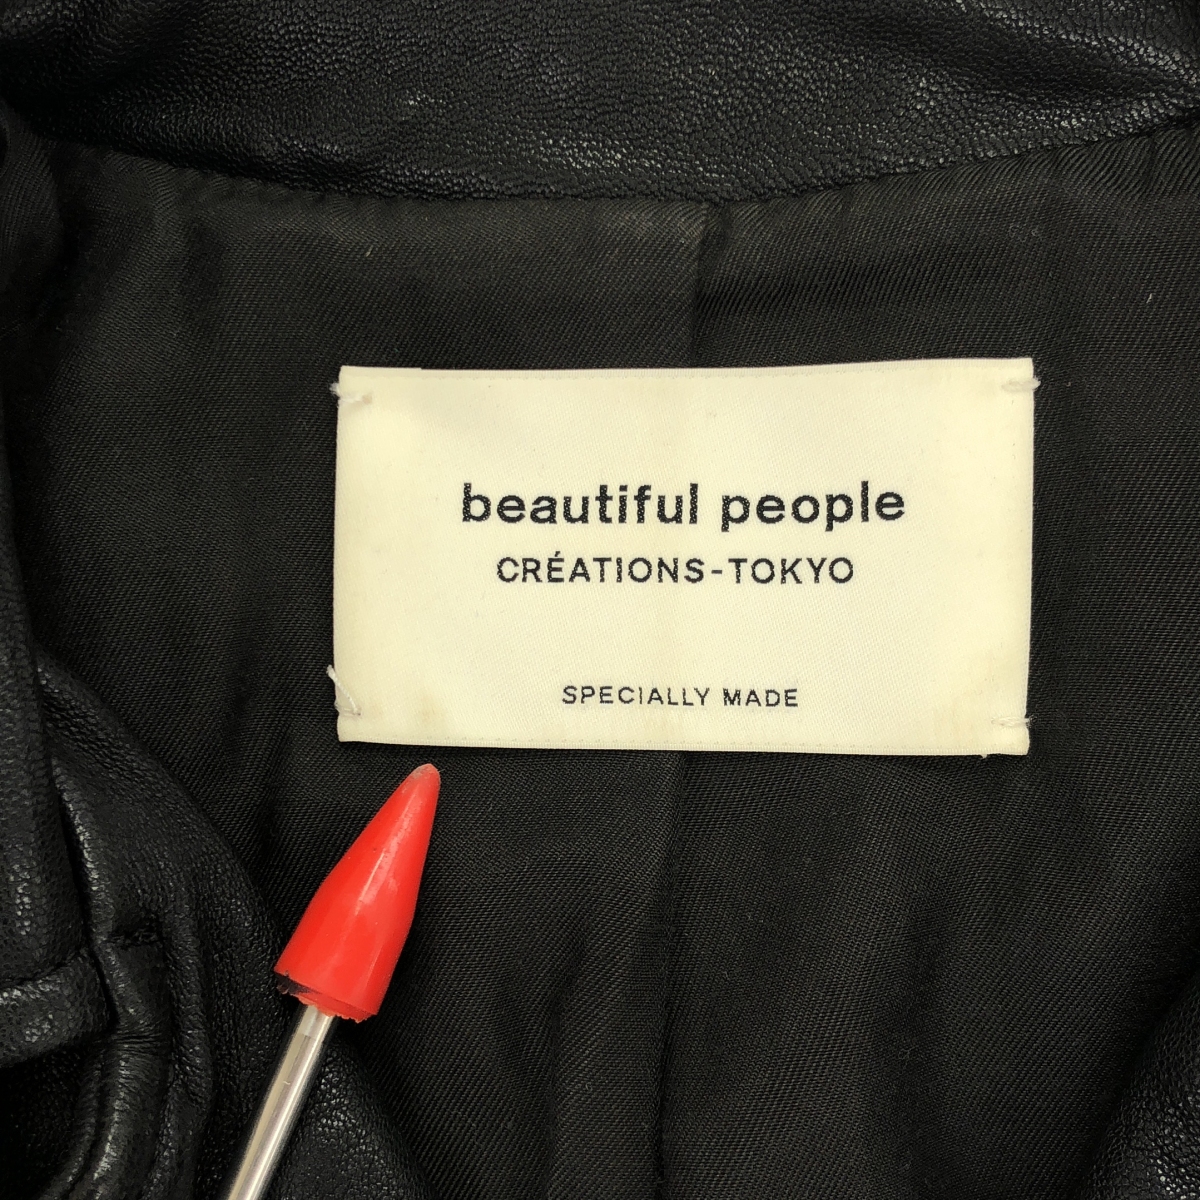 beautiful people
CRÉATIONS-TOKYO
SPECIALLY MADE